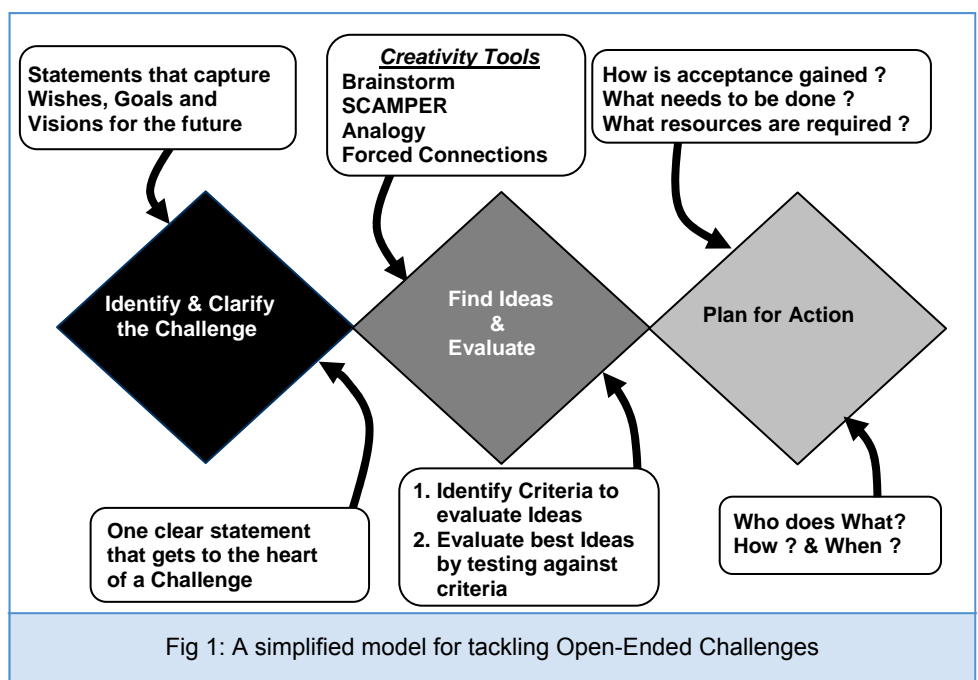 Statements that capture
Wishes, Goals and
Visions for the future
Creativity Tools
Brainstorm
SCAMPER
Analogy
Forced Connections
How is acceptance gained ?
What needs to be done ?
What resources are required ?
Identify & Clarify
the Challenge
Find Ideas
&
Evaluate
Plan for Action
One clear statement
that gets to the heart
of a Challenge
1. Identify Criteria to
evaluate Ideas
2. Evaluate best Ideas
by testing against
criteria
Who does What?
How ? & When ?
Fig 1: A simplified model for tackling Open-Ended Challenges